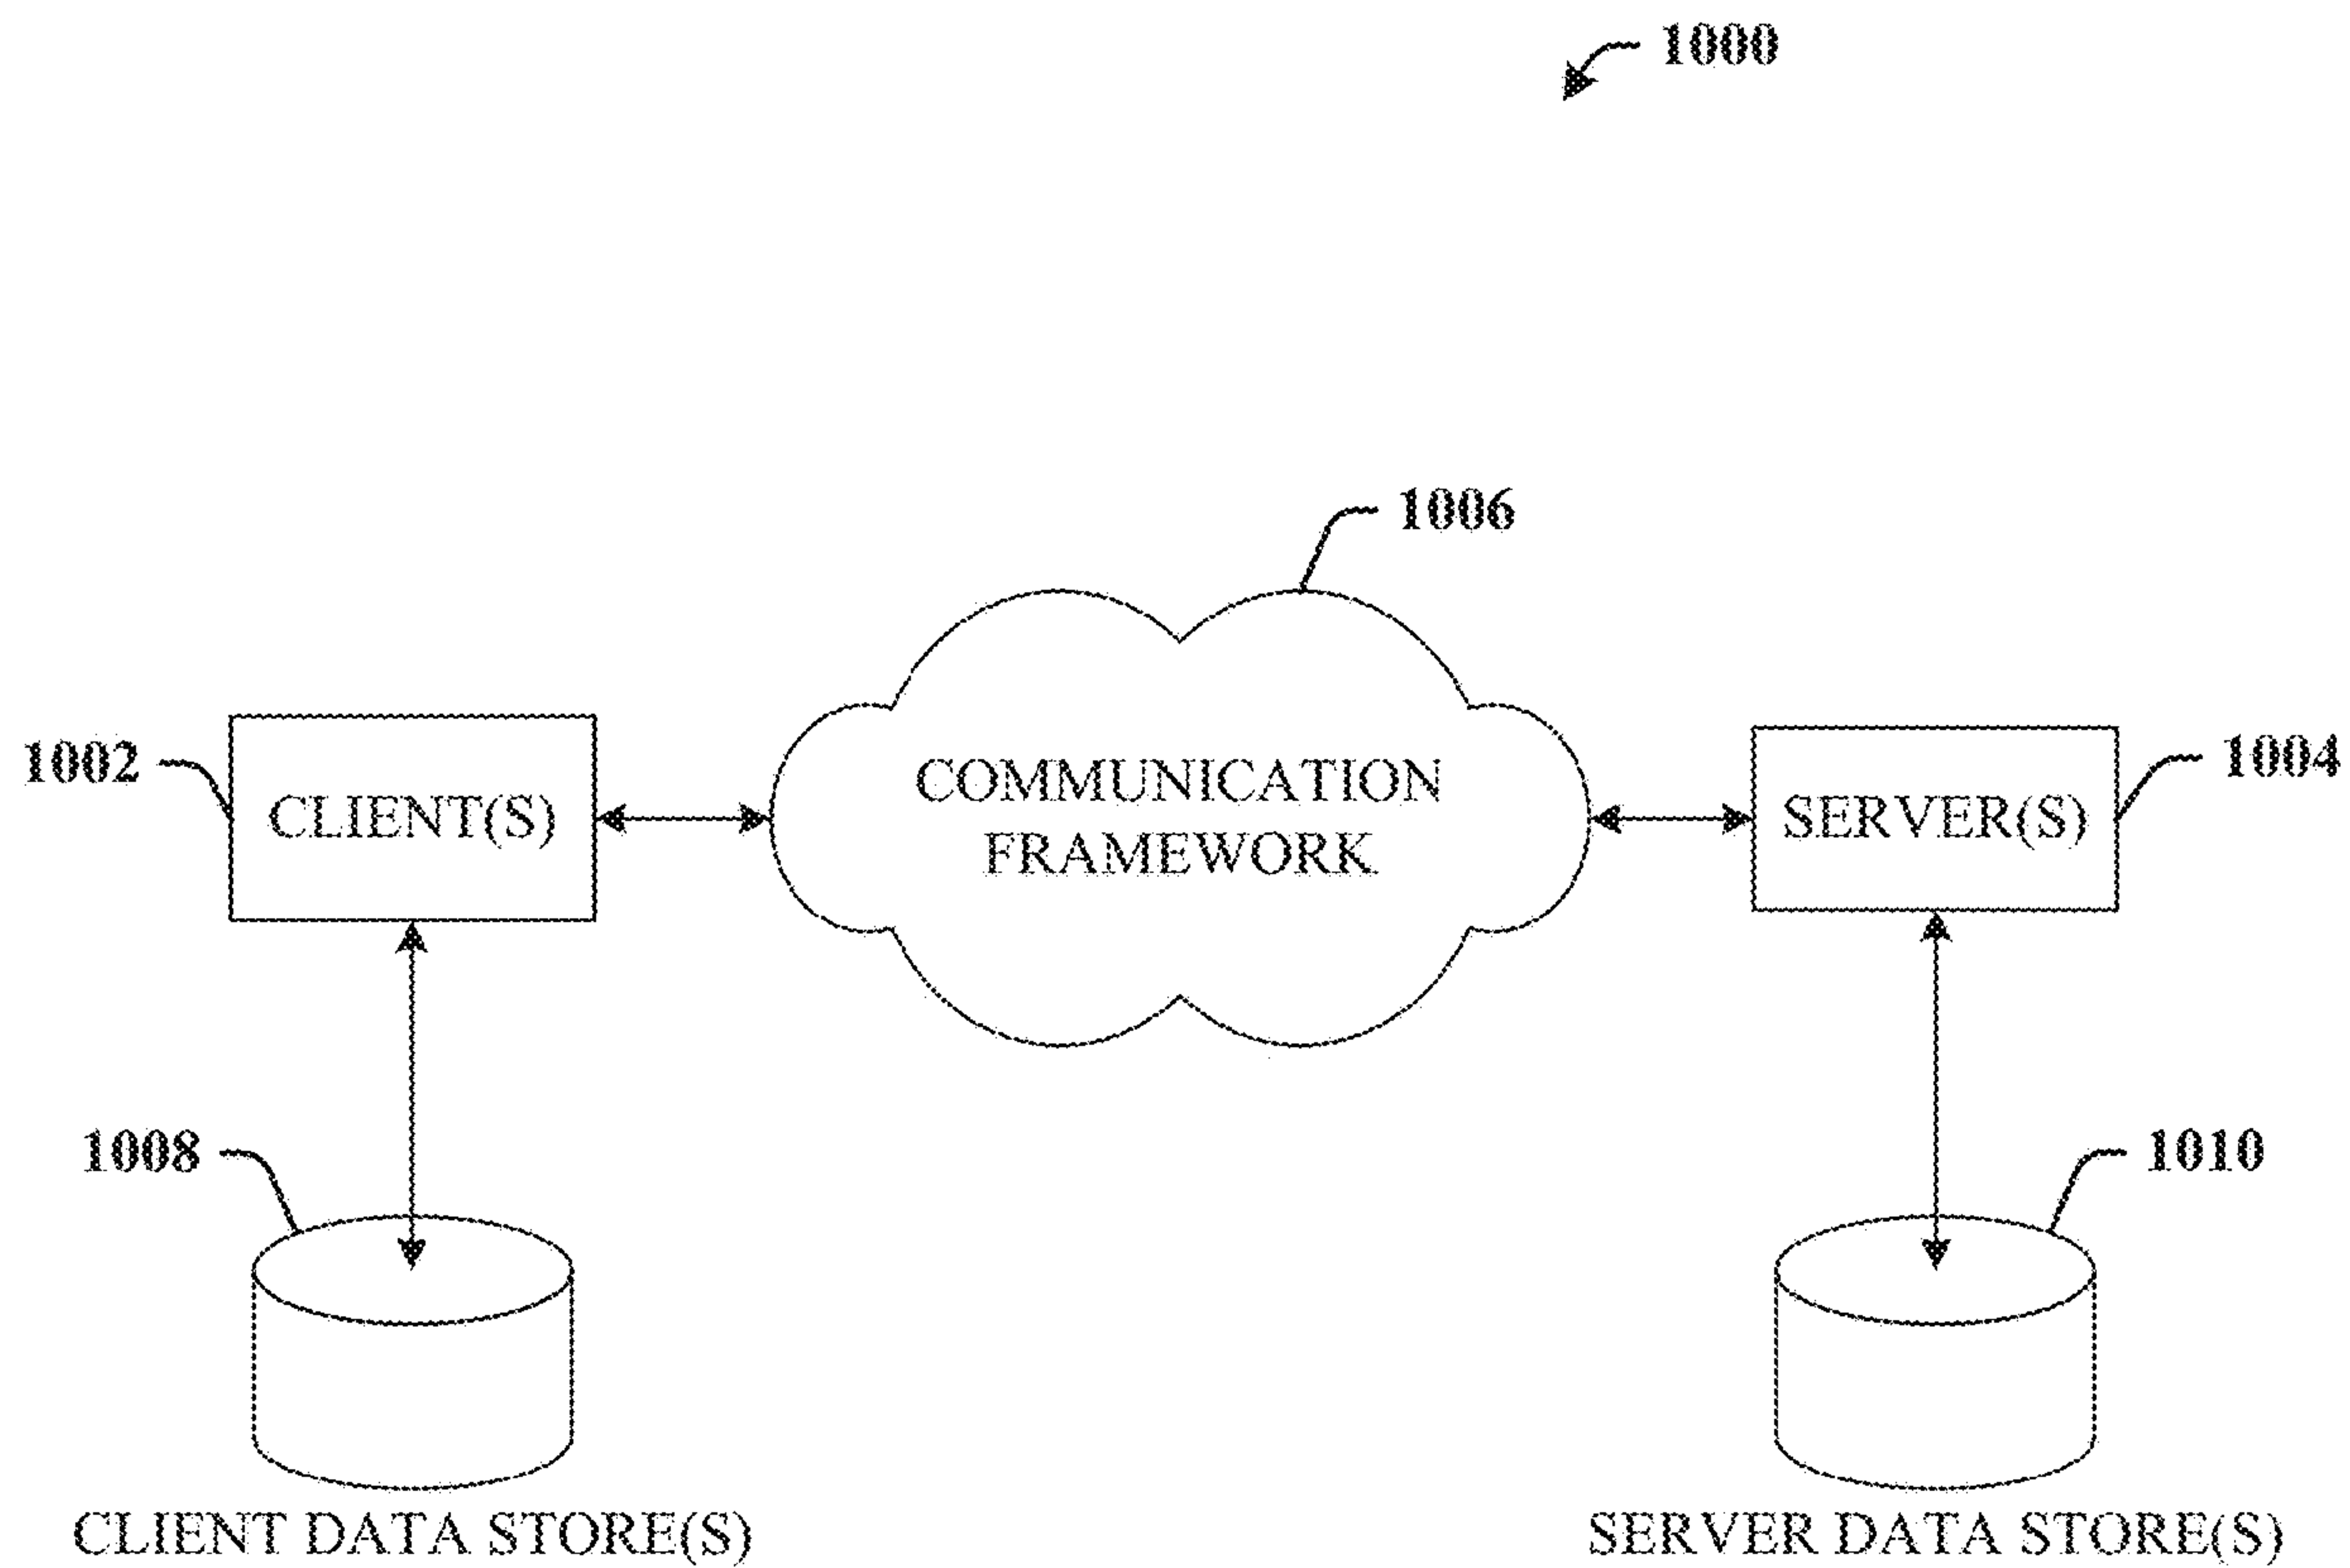 1000
1006
1002
CLIENT(S)
COMMUNICATION
FRAMEWORK
SERVER(S)
1004
1008
1010
CLIENT DATA STORE(S)
SERVER DATA STORE(S)